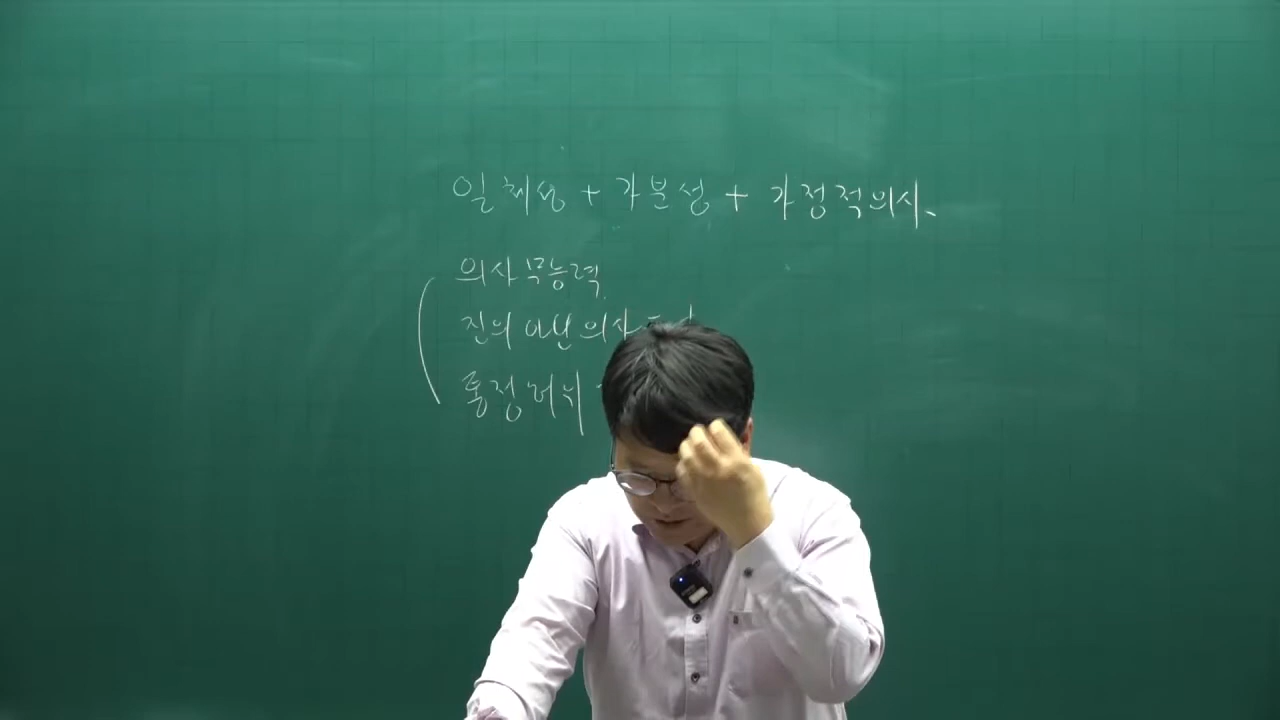 일체성 + 가분성 + 가정적의사
의사무능력
진의 아닌 의사
통정허위